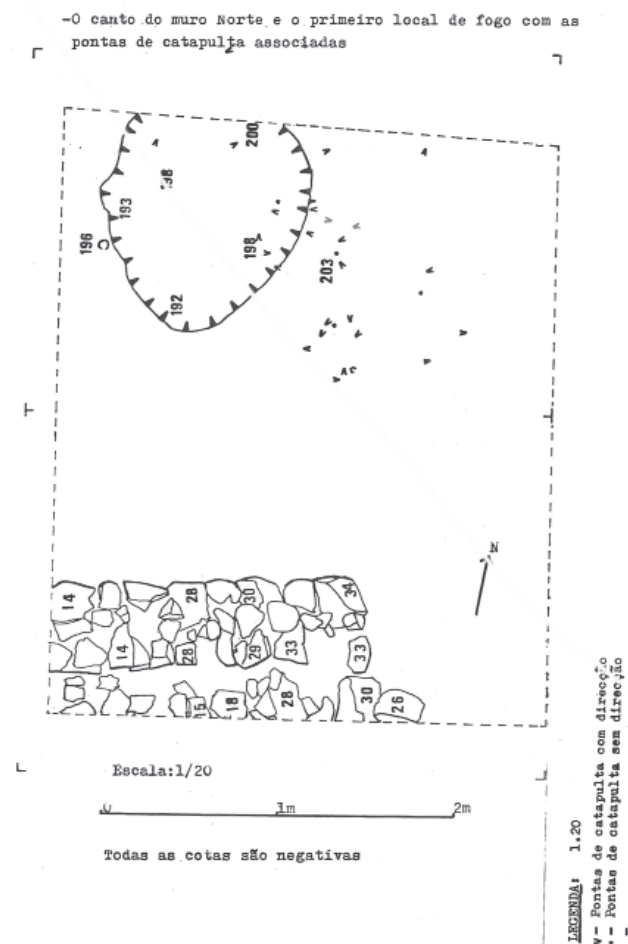 -O canto do muro Norte e o primeiro local de fogo com as
pontas de catapulta associadas
200
198
193
196
C
198
203
192
N
14
28
30
34
14
28
29
33
33
15
18
28
30
26
Escala:1/20
0 1m 2m
Todas as cotas são negativas
LEGENDA: 1.20
v - Pontas de catapulta com direcção
' - Pontas de catapulta sem direcção